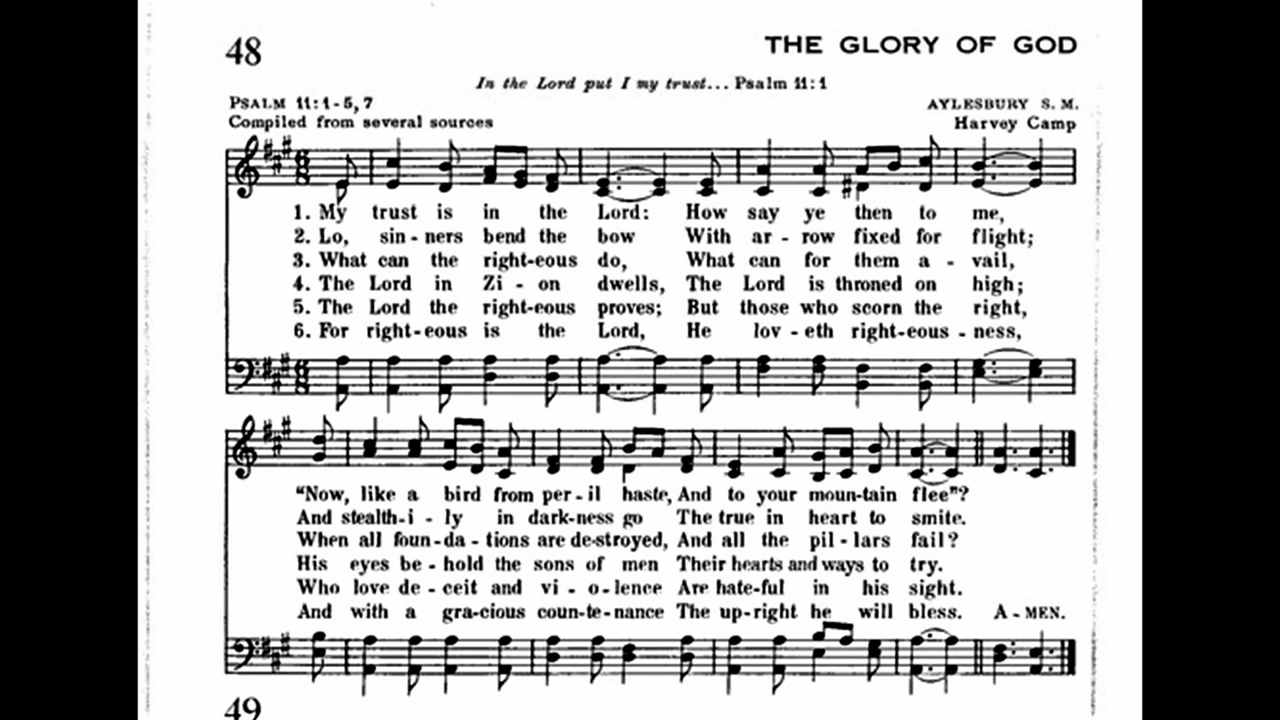 48
THE GLORY OF GOD
In the Lord put I my trust... Psalm 11:1
PSALM 11:1-5, 7
AYLESBURY S. M.
Compiled from several sources
Harvey Camp
1. My trust is in the Lord: How say ye then to me,
2. Lo, sin - ners bend the bow With ar - row fixed for flight;
3. What can the right-eous do, What can for them a - vail,
4. The Lord in Zi - on dwells, The Lord is throned on high;
5. The Lord the right-eous proves; But those who scorn the right,
6. For right-eous is the Lord, He lov - eth right-eous - ness,
"Now, like a bird from per - il haste, And to your moun-tain flee"?
And stealth-i - ly in dark-ness go The true in heart to smite.
When all foun-da - tions are de-stroyed, And all the pil - lars fail?
His eyes be - hold the sons of men Their hearts and ways to try.
Who love de - ceit and vi - o - lence Are hate-ful in his sight.
And with a gra-cious coun-te-nance The up-right he will bless. A - MEN.
49